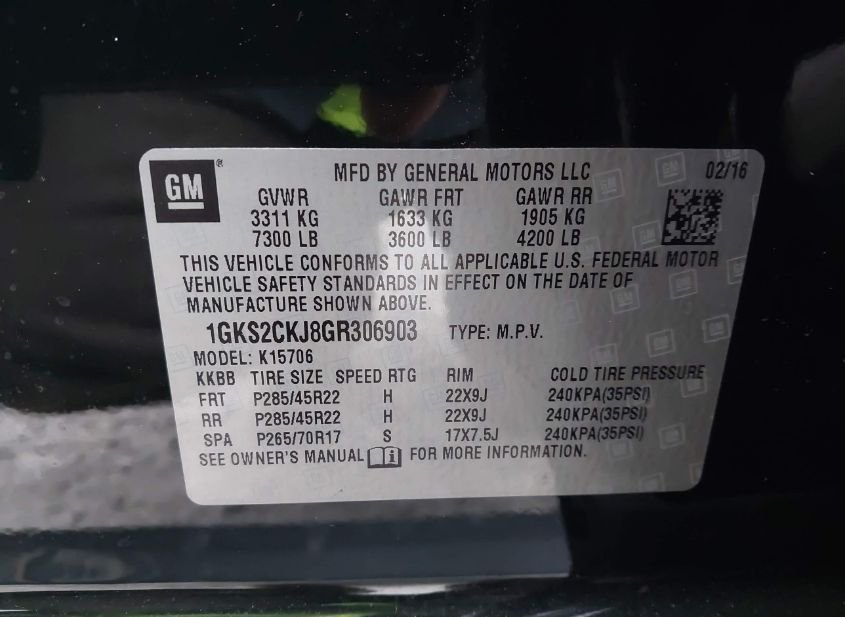 GM ® MFD BY GENERAL MOTORS LLC 02/16
GVWR GAWR FRT GAWR RR
3311 KG 1633 KG 1905 KG
7300 LB 3600 LB 4200 LB
THIS VEHICLE CONFORMS TO ALL APPLICABLE U.S. FEDERAL MOTOR
VEHICLE SAFETY STANDARDS IN EFFECT ON THE DATE OF
MANUFACTURE SHOWN ABOVE.
1GKS2CKJ8GR306903 TYPE: M.P.V.
MODEL: K15706
KKBB TIRE SIZE SPEED RTG RIM COLD TIRE PRESSURE
FRT P285/45R22 H 22X9J 240KPA(35PSI)
RR P285/45R22 H 22X9J 240KPA(35PSI)
SPA P265/70R17 S 17X7.5J 240KPA(35PSI)
SEE OWNER'S MANUAL i FOR MORE INFORMATION.